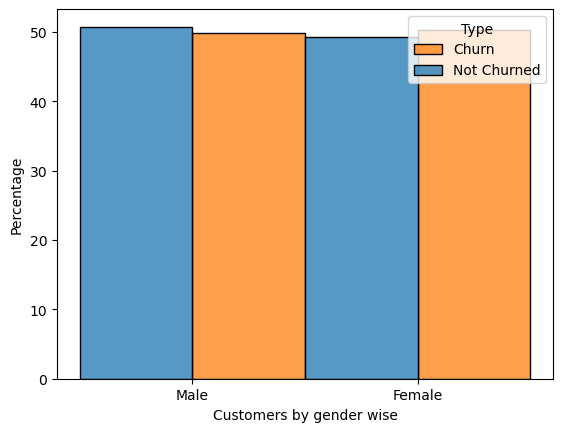 Type
Churn
Not Churned
50
40
30
20
10
0
Percentage
Male Female
Customers by gender wise